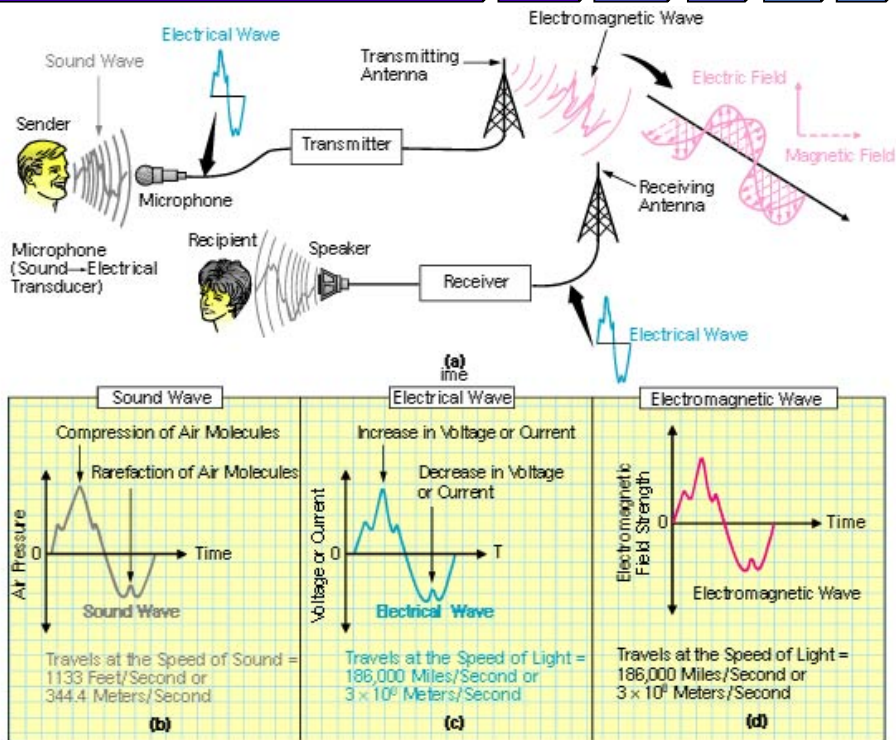 Electromagnetic Wave
Electrical Wave
Transmitting
Antenna
Sound Wave
Electric Field
Sender
Transmitter
Magnetic Field
Microphone
Receiving
Antenna
Recipient
Speaker
Microphone
(Sound→Electrical
Transducer)
Receiver
Electrical Wave
(a)
ime
Sound Wave
Compression of Air Molecules
Rarefaction of Air Molecules
Air Pressure
0
Time
Sound Wave
Travels at the Speed of Sound =
1133 Feet/Second or
344.4 Meters/Second
(b)
Electrical Wave
Increase in Voltage or Current
Decrease in Voltage
or Current
Voltage or Current
0
T
Electrical Wave
Travels at the Speed of Light =
186,000 Miles/Second or
3 × 10⁸ Meters/Second
(c)
Electromagnetic Wave
Electromagnetic
Field Strength
0
Time
Electromagnetic Wave
Travels at the Speed of Light =
186,000 Miles/Second or
3 × 10⁸ Meters/Second
(d)